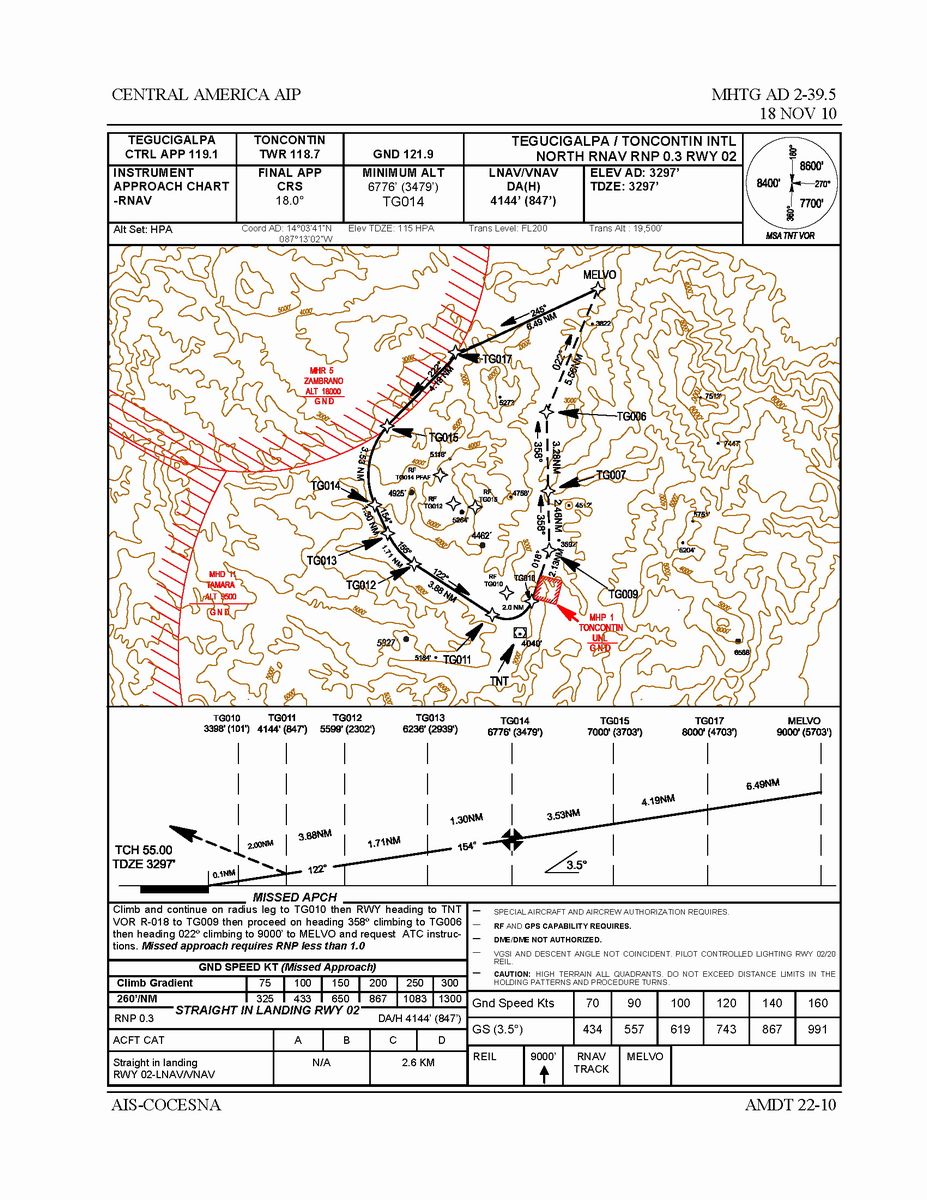 CENTRAL AMERICA AIP
MHTG AD 2-39.5
18 NOV 10
TEGUCIGALPA
CTRL APP 119.1
TONCONTIN
TWR 118.7
GND 121.9
TEGUCIGALPA / TONCONTIN INTL
NORTH RNAV RNP 0.3 RWY 02
INSTRUMENT
APPROACH CHART
-RNAV
FINAL APP
CRS
18.0°
MINIMUM ALT
6776' (3479')
TG014
LNAV/VNAV
DA(H)
4144' (847')
ELEV AD: 3297'
TDZE: 3297'
180°
8600'
8400'
270°
7700'
360°
MSA TNT VOR
Alt Set: HPA
Coord AD: 14°03'41"N
087°13'02"W
Elev TDZE: 115 HPA
Trans Level: FL200
Trans Alt : 19,500'
MELVO
245°
6.49 NM
3822'
TG017
222°
4.19 NM
022°
5.56NM
MHR 5
ZAMBRANO
ALT 18000
GND
5273'
7513'
TG006
TG015
7447'
3.53 NM
358°
3.28NM
5118'
RF
TG014 PFAF
TG007
TG014
4925'
RF
TG012
RF
TG015
4758'
4512'
5264'
358°
2.46NM
5751'
154°
1.30 NM
4462'
3597'
5204'
TG013
155°
1.71 NM
018°
2.13NM
TG012
122°
3.88 NM
RF
TG010
TG010
TG009
MHD 11
TAMARA
ALT 9500
GND
2.0 NM
MHP 1
TONCONTIN
UNL
GND
5927
4049'
5184'
TG011
TNT
6568'
TG010
3398' (101')
TG011
4144' (847')
TG012
5599' (2302')
TG013
6236' (2939')
TG014
6776' (3479')
TG015
7000' (3703')
TG017
8000' (4703')
MELVO
9000' (5703')
6.49NM
4.19NM
3.53NM
1.30NM
1.71NM
3.88NM
2.00NM
0.1NM
122°
154°
3.5°
TCH 55.00
TDZE 3297'
MISSED APCH
Climb and continue on radius leg to TG010 then RWY heading to TNT
VOR R-018 to TG009 then proceed on heading 358º climbing to TG006
then heading 022º climbing to 9000' to MELVO and request ATC instruc-
tions. Missed approach requires RNP less than 1.0
— SPECIAL AIRCRAFT AND AIRCREW AUTHORIZATION REQUIRES.
— RF AND GPS CAPABILITY REQUIRES.
— DME/DME NOT AUTHORIZED.
— VGSI AND DESCENT ANGLE NOT COINCIDENT. PILOT CONTROLLED LIGHTING RWY 02/20
REIL.
— CAUTION: HIGH TERRAIN ALL QUADRANTS. DO NOT EXCEED DISTANCE LIMITS IN THE
HOLDING PATTERNS AND PROCEDURE TURNS.
GND SPEED KT (Missed Approach)
Climb Gradient 75 100 150 200 250 300
260'/NM 325 433 650 867 1083 1300
STRAIGHT IN LANDING RWY 02
RNP 0.3 DA/H 4144' (847')
ACFT CAT A B C D
Straight in landing
RWY 02-LNAV/VNAV
N/A 2.6 KM
Gnd Speed Kts 70 90 100 120 140 160
GS (3.5°) 434 557 619 743 867 991
REIL 9000' RNAV
TRACK MELVO
AIS-COCESNA
AMDT 22-10